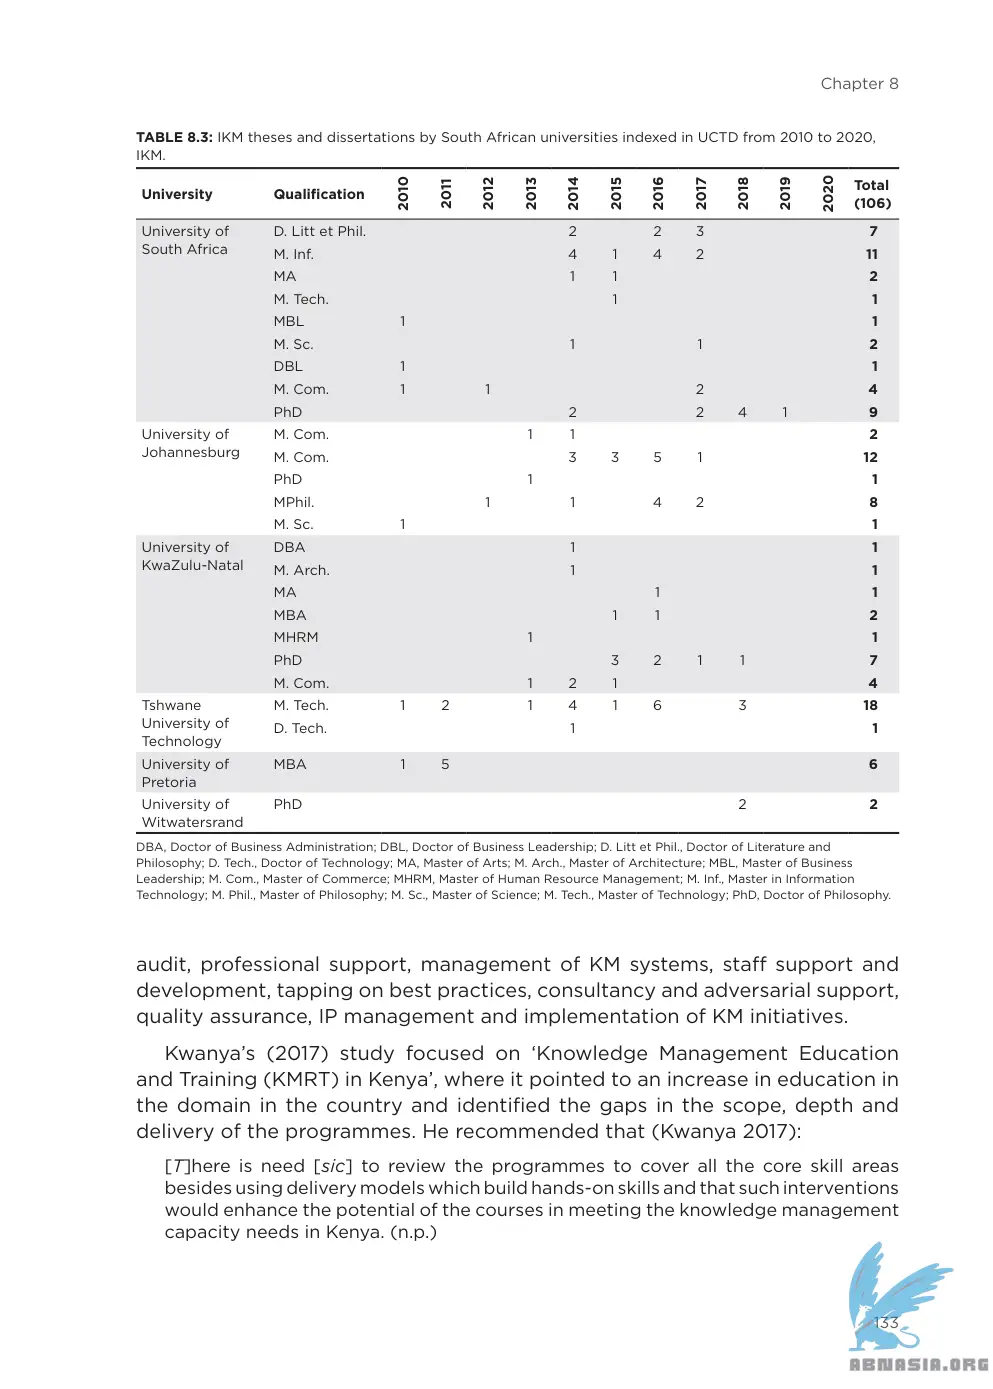 Chapter 8
TABLE 8.3: IKM theses and dissertations by South African universities indexed in UCTD from 2010 to 2020,
IKM.
University Qualification 2010 2011 2012 2013 2014 2015 2016 2017 2018 2019 2020 Total (106)
University of South Africa D. Litt et Phil. 2 2 3 7
M. Inf. 4 1 4 2 11
MA 1 1 2
M. Tech. 1 1
MBL 1 1
M. Sc. 1 1 2
DBL 1 1
M. Com. 1 1 2 4
PhD 2 2 4 1 9
University of Johannesburg M. Com. 1 1 2
M. Com. 3 3 5 1 12
PhD 1 1
MPhil. 1 1 4 2 8
M. Sc. 1 1
University of KwaZulu-Natal DBA 1 1
M. Arch. 1 1
MA 1 1
MBA 1 1 2
MHRM 1 1
PhD 3 2 1 1 7
M. Com. 1 2 1 4
Tshwane University of Technology M. Tech. 1 2 1 4 1 6 3 18
D. Tech. 1 1
University of Pretoria MBA 1 5 6
University of Witwatersrand PhD 2 2
DBA, Doctor of Business Administration; DBL, Doctor of Business Leadership; D. Litt et Phil., Doctor of Literature and
Philosophy; D. Tech., Doctor of Technology; MA, Master of Arts; M. Arch., Master of Architecture; MBL, Master of Business
Leadership; M. Com., Master of Commerce; MHRM, Master of Human Resource Management; M. Inf., Master in Information
Technology; M. Phil., Master of Philosophy; M. Sc., Master of Science; M. Tech., Master of Technology; PhD, Doctor of Philosophy.
audit, professional support, management of KM systems, staff support and
development, tapping on best practices, consultancy and adversarial support,
quality assurance, IP management and implementation of KM initiatives.
Kwanya's (2017) study focused on 'Knowledge Management Education
and Training (KMRT) in Kenya', where it pointed to an increase in education in
the domain in the country and identified the gaps in the scope, depth and
delivery of the programmes. He recommended that (Kwanya 2017):
[T]here is need [sic] to review the programmes to cover all the core skill areas
besides using delivery models which build hands-on skills and that such interventions
would enhance the potential of the courses in meeting the knowledge management
capacity needs in Kenya. (n.p.)
133
ABNASIA.ORG